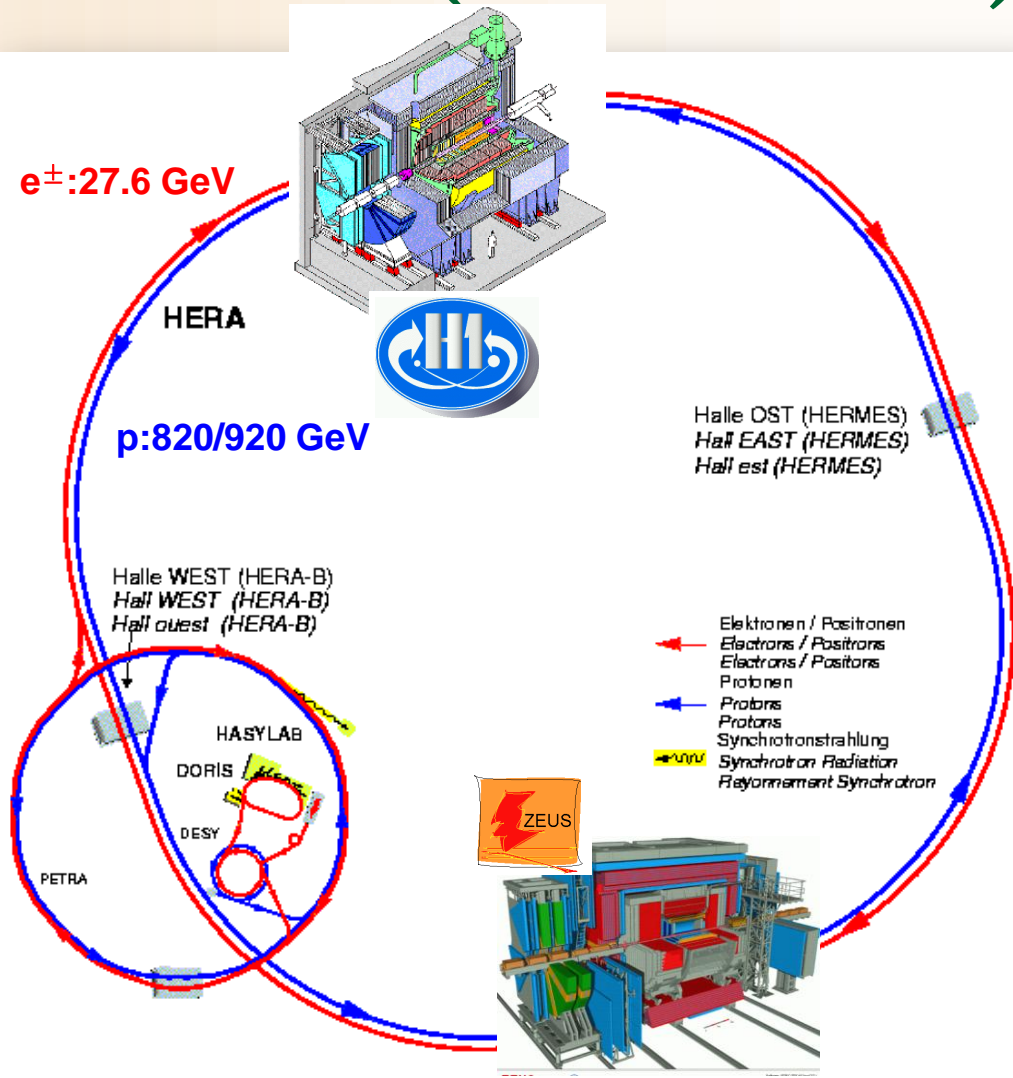 e±:27.6 GeV
HERA
H1
p:820/920 GeV
Halle OST (HERMES)
Hall EAST (HERMES)
Hall est (HERMES)
Halle WEST (HERA-B)
Hall WEST (HERA-B)
Hall ouest (HERA-B)
Elektronen / Positronen
Electrons / Positrons
Electrons / Positons
Protonen
Protons
Protons
Synchrotronstrahlung
Synchrotron Radiation
Rayonnement Synchrotron
HASYLAB
DORIS
DESY
PETRA
ZEUS